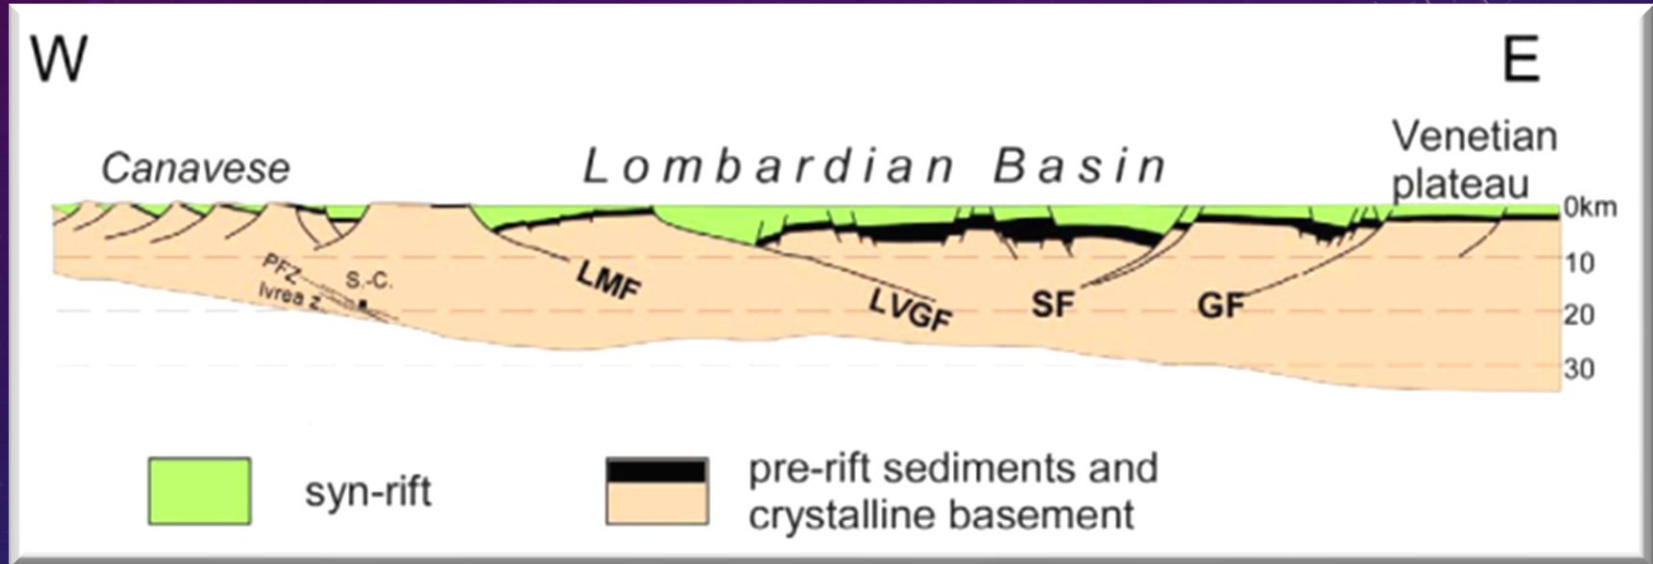 W
E
Canavese
Lombardian Basin
Venetian
plateau
0km
PFZ
S.-C.
Ivrea z
LMF
LVGF
SF
GF
10
20
30
syn-rift
pre-rift sediments and
crystalline basement